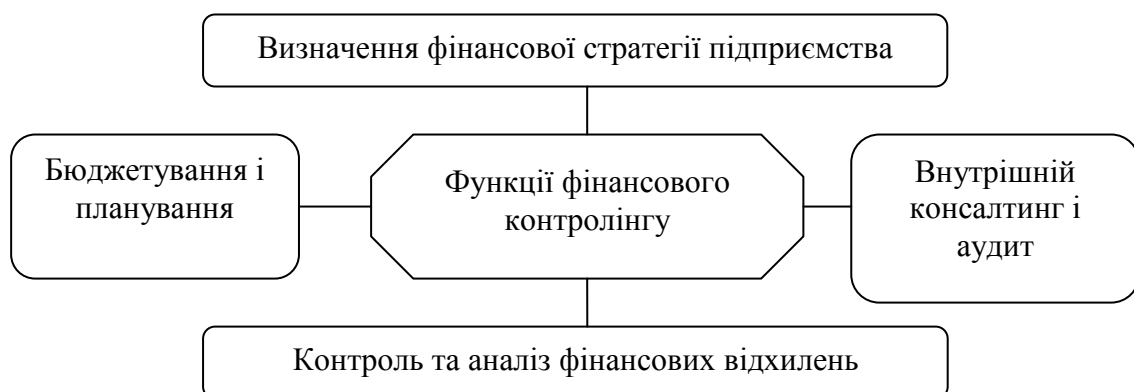 Визначення фінансової стратегії підприємства
Бюджетування і
планування
Функції фінансового
контролінгу
Внутрішній
консалтинг і
аудит
Контроль та аналіз фінансових відхилень